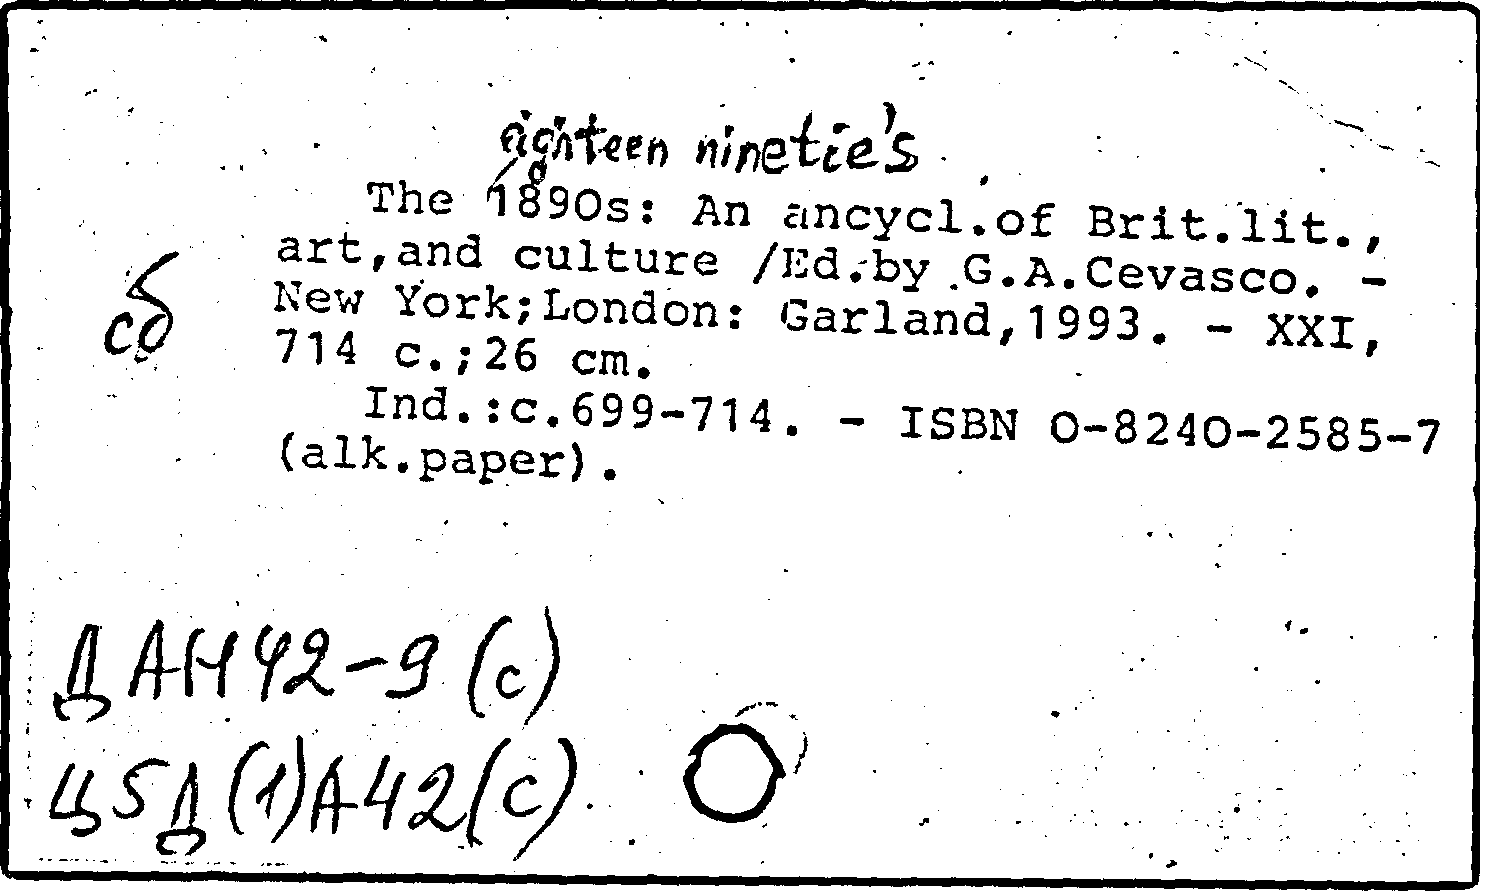 eighteen ninetie's
The 1890s: An ancycl.of Brit.lit.,
art,and culture /Ed.by G.A.Cevasco. -
New York;London: Garland,1993. - XXI,
714 c.;26 cm.
Ind.:c.699-714. - ISBN 0-8240-2585-7
(alk.paper).
сб
ДАН42-9(с)
Ц5Д(1)А42(с)